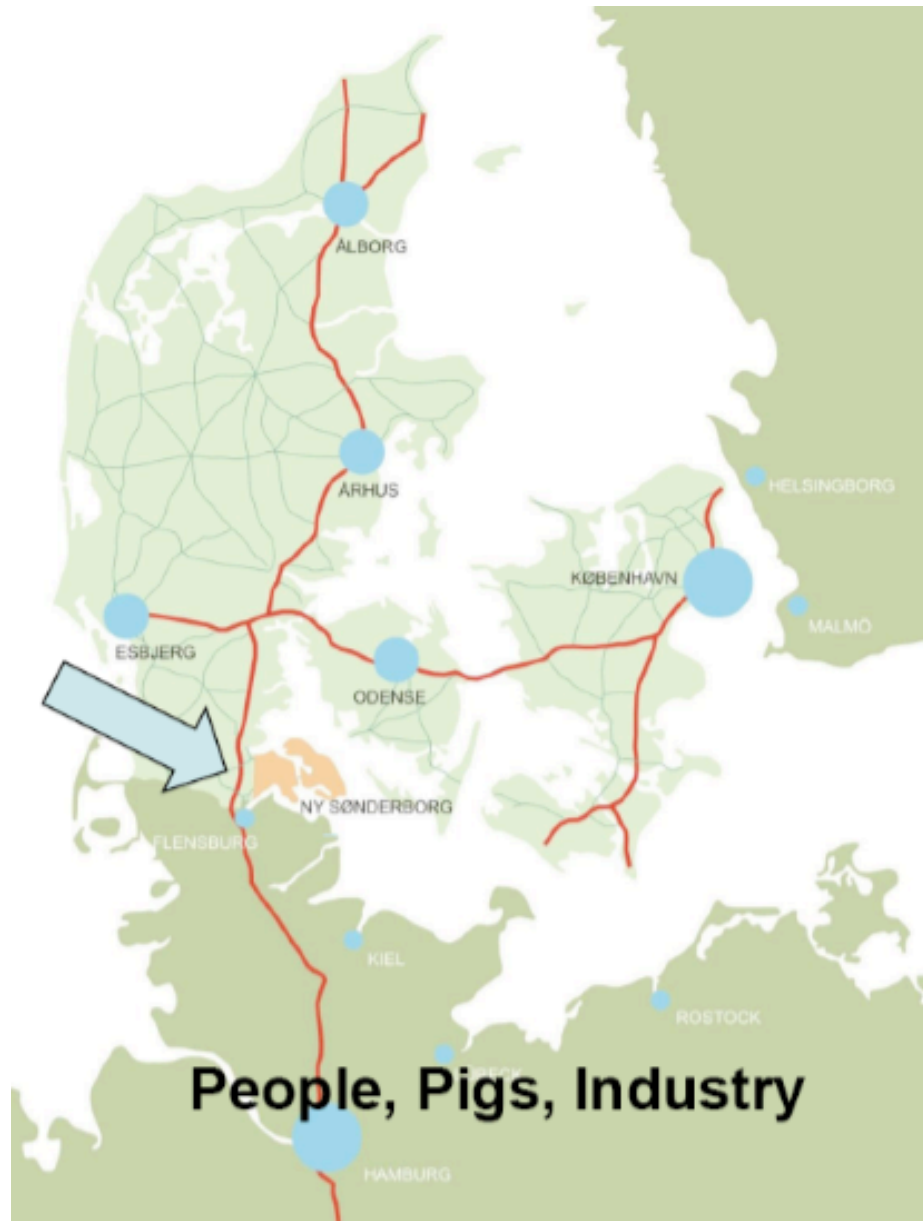 ÅLBORG
ÅRHUS
HELSINGBORG
KØBENHAVN
MALMÖ
ESBJERG
ODENSE
NY SØNDERBORG
FLENSBURG
KIEL
ROSTOCK
People, Pigs, Industry
HAMBURG